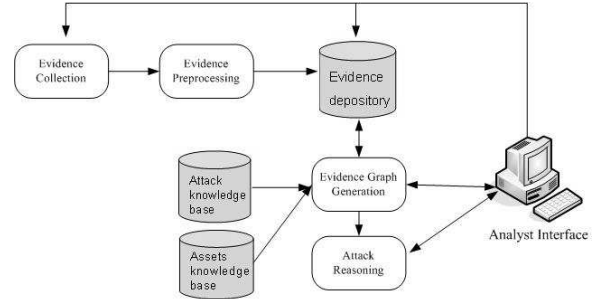 Evidence
Collection
Evidence
Preprocessing
Evidence
depository
Attack
knowledge
base
Evidence Graph
Generation
Analyst Interface
Assets
knowledge
base
Attack
Reasoning